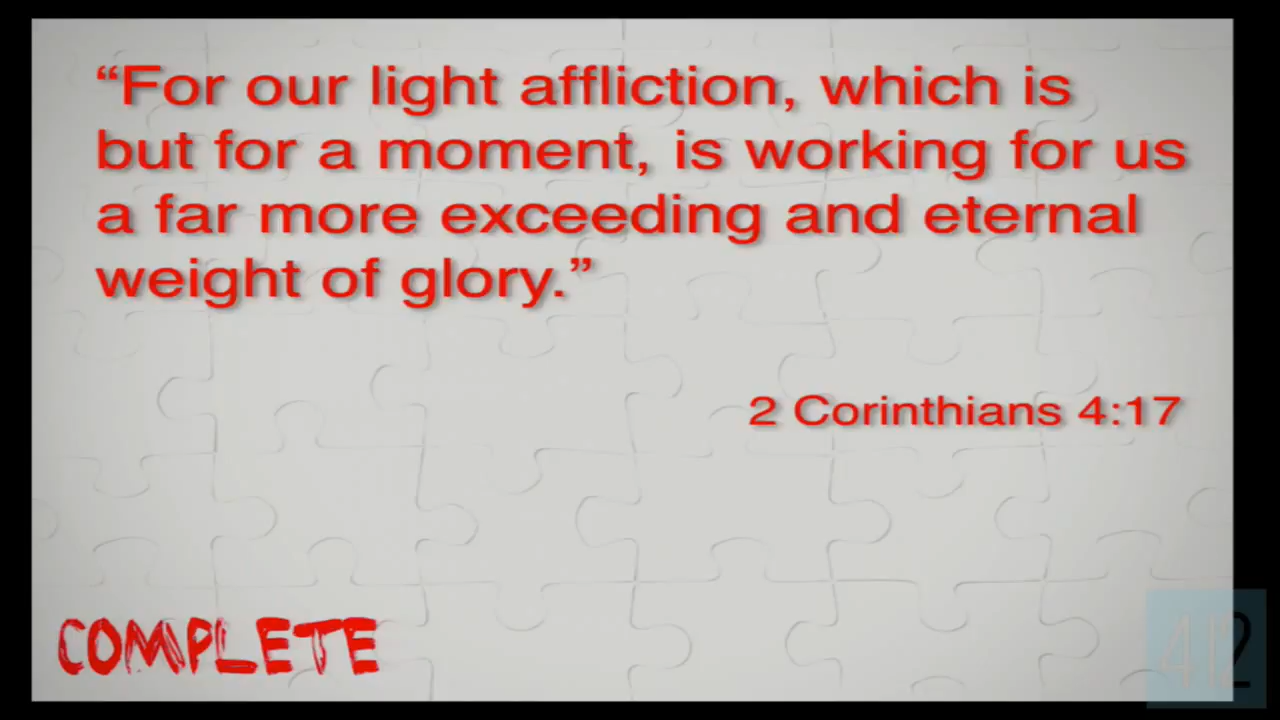 “For our light affliction, which is
but for a moment, is working for us
a far more exceeding and eternal
weight of glory.”
2 Corinthians 4:17
COMPLETE
412